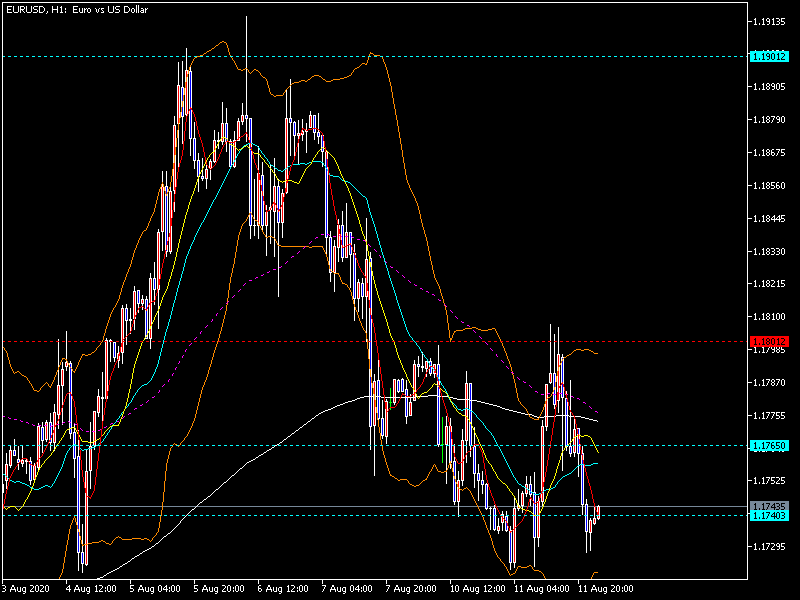 EURUSD, H1: Euro vs US Dollar
1.19135
1.19012
1.18905
1.18790
1.18675
1.18560
1.18445
1.18330
1.18215
1.18100
1.18012
1.17985
1.17870
1.17755
1.17650
1.17525
1.17435
1.17403
1.17295
3 Aug 2020
4 Aug 12:00
5 Aug 04:00
5 Aug 20:00
6 Aug 12:00
7 Aug 04:00
7 Aug 20:00
10 Aug 12:00
11 Aug 04:00
11 Aug 20:00